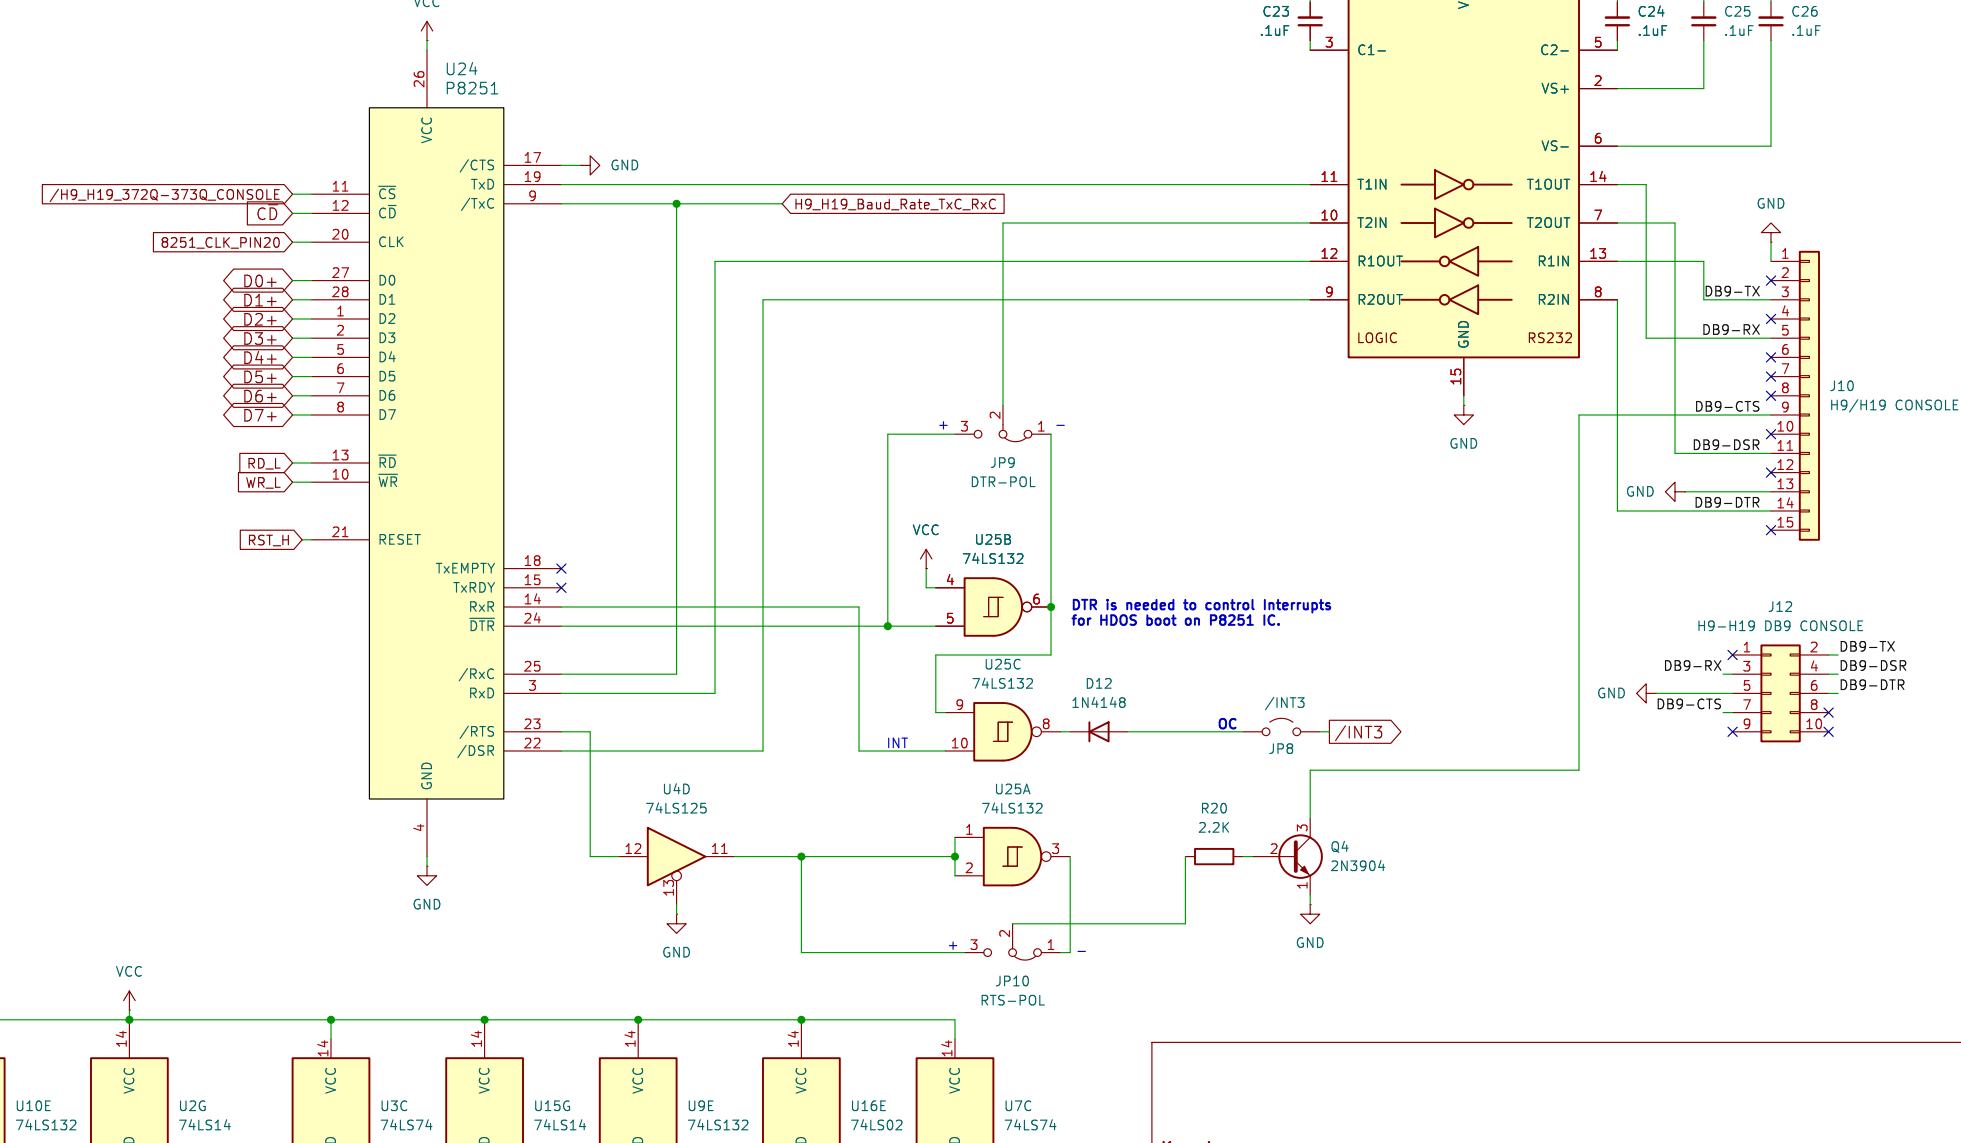 VCC
26
U24
P8251
VCC
/CTS
17
GND
TxD
19
/TxC
9
H9_H19_Baud_Rate_TxC_RxC
/H9_H19_372Q-373Q_CONSOLE
11
CS
CD
12
CD
8251_CLK_PIN20
20
CLK
D0+
27
D0
D1+
28
D1
D2+
1
D2
D3+
2
D3
D4+
5
D4
D5+
6
D5
D6+
7
D6
D7+
8
D7
RD_L
13
RD
WR_L
10
WR
RST_H
21
RESET
TxEMPTY
18
TxRDY
15
RxR
14
DTR
24
/RxC
25
RxD
3
/RTS
23
/DSR
22
GND
4
GND
C23
.1uF
C24
.1uF
C25
.1uF
C26
.1uF
V
3
C1-
C2-
5
VS+
2
VS-
6
11
T1IN
T1OUT
14
10
T2IN
T2OUT
7
12
R1OUT
R1IN
13
9
R2OUT
R2IN
8
LOGIC
GND
RS232
15
GND
GND
1
2
DB9-TX
3
4
DB9-RX
5
6
7
8
DB9-CTS
9
10
DB9-DSR
11
12
GND
13
DB9-DTR
14
15
J10
H9/H19 CONSOLE
+
3
2
1
−
JP9
DTR-POL
VCC
U25B
74LS132
4
5
6
DTR is needed to control Interrupts
for HDOS boot on P8251 IC.
U25C
74LS132
9
INT
10
8
D12
1N4148
OC
/INT3
JP8
/INT3
J12
H9-H19 DB9 CONSOLE
1
2
DB9-TX
DB9-RX
3
4
DB9-DSR
GND
5
6
DB9-DTR
DB9-CTS
7
8
9
10
U4D
74LS125
12
11
13
GND
U25A
74LS132
1
2
3
R20
2.2K
2
3
1
Q4
2N3904
GND
+
3
2
1
−
JP10
RTS-POL
VCC
14
14
14
14
14
14
VCC
VCC
VCC
VCC
VCC
VCC
U10E
74LS132
U2G
74LS14
U3C
74LS74
U15G
74LS14
U9E
74LS132
U16E
74LS02
U7C
74LS74